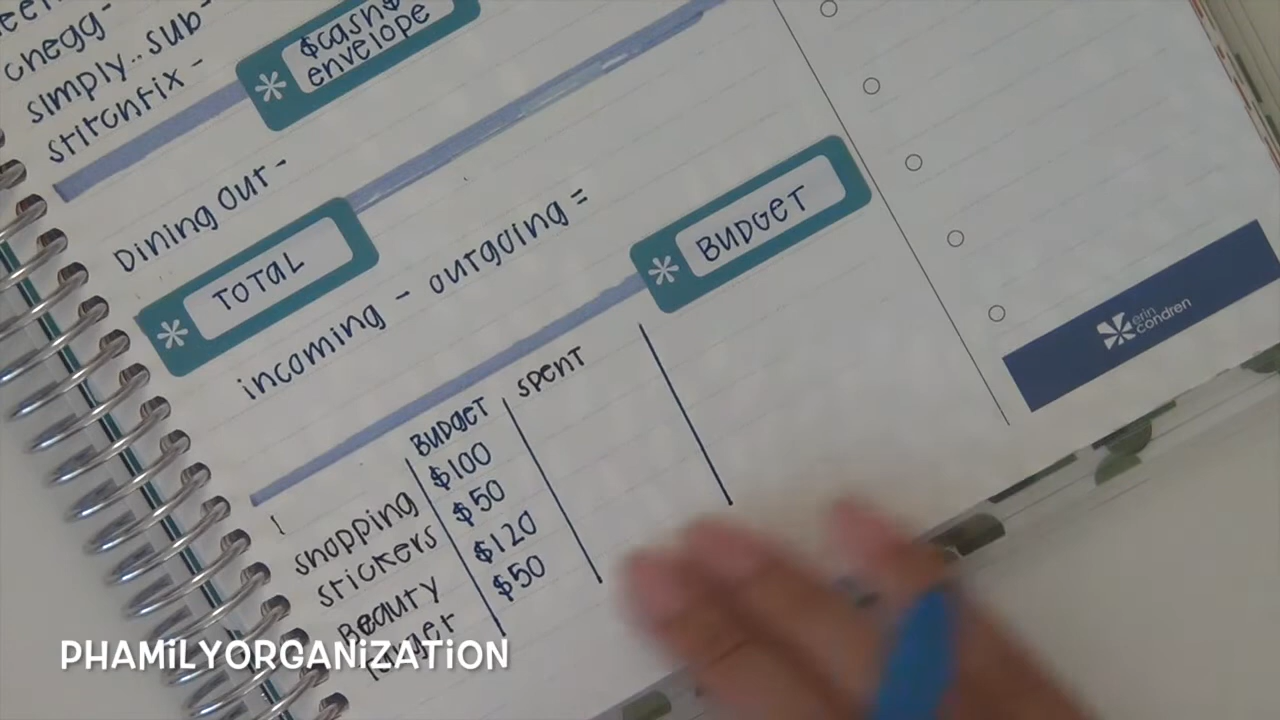 chegg-
simply..sub-
stitchfix -
$cash$
envelope
Dining out -
TOTAL
incoming - outgoing =
BUDGET
BUDGET
spent
shopping $100
stickers $50
Beauty $120
Target $50
erin
condren
PHAMiLYORGANiZATiON